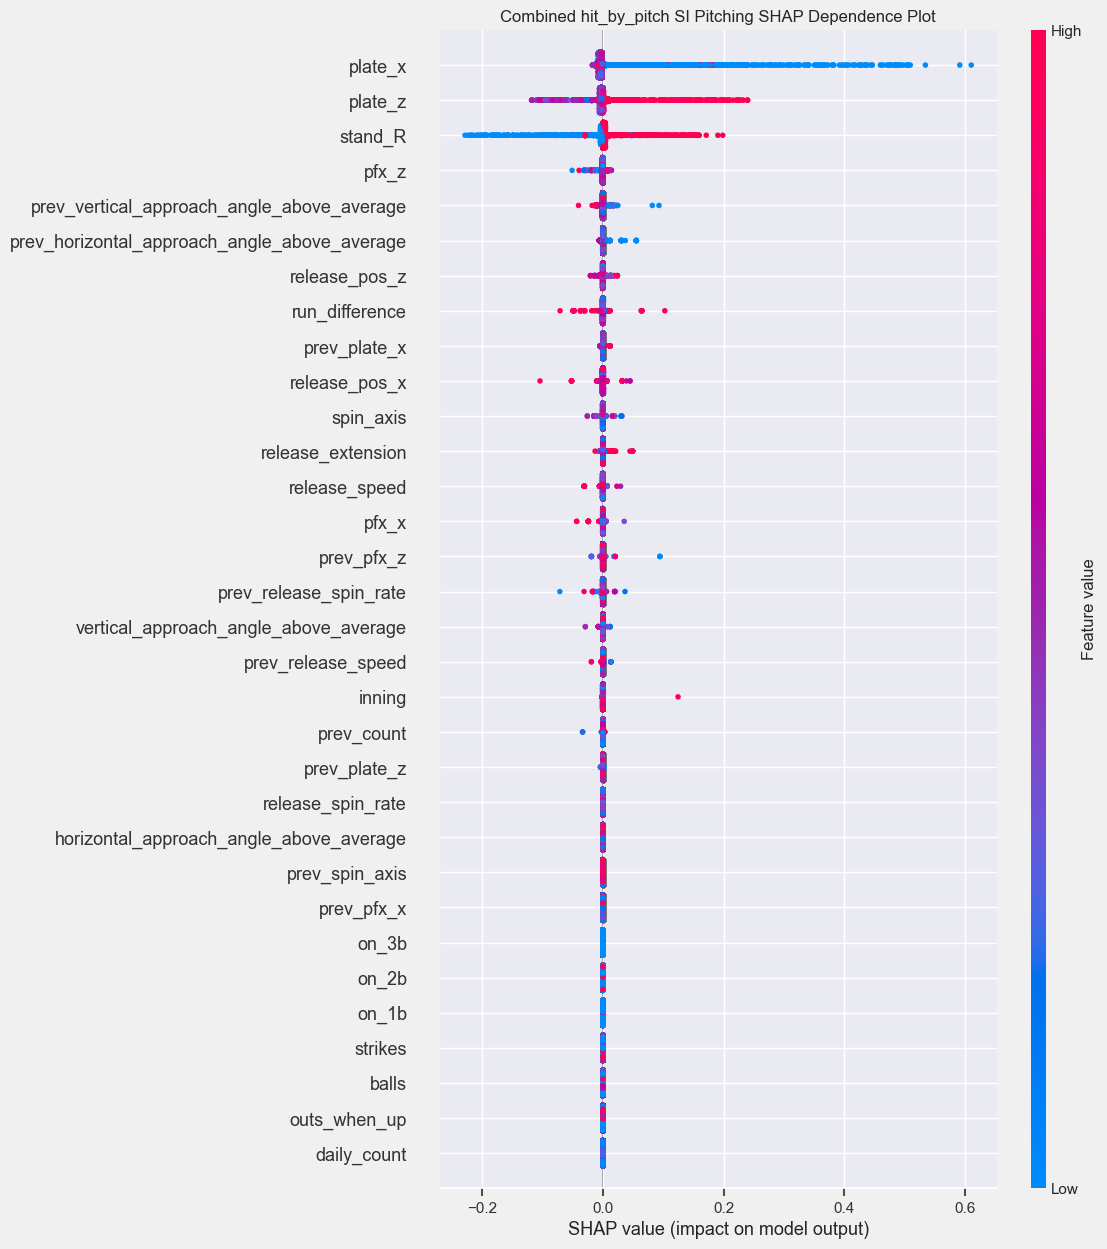 Combined hit_by_pitch SI Pitching SHAP Dependence Plot
High
plate_x
plate_z
stand_R
pfx_z
prev_vertical_approach_angle_above_average
prev_horizontal_approach_angle_above_average
release_pos_z
run_difference
prev_plate_x
release_pos_x
spin_axis
release_extension
release_speed
pfx_x
prev_pfx_z
prev_release_spin_rate
vertical_approach_angle_above_average
prev_release_speed
inning
prev_count
prev_plate_z
release_spin_rate
horizontal_approach_angle_above_average
prev_spin_axis
prev_pfx_x
on_3b
on_2b
on_1b
strikes
balls
outs_when_up
daily_count
Feature value
Low
−0.2 0.0 0.2 0.4 0.6
SHAP value (impact on model output)